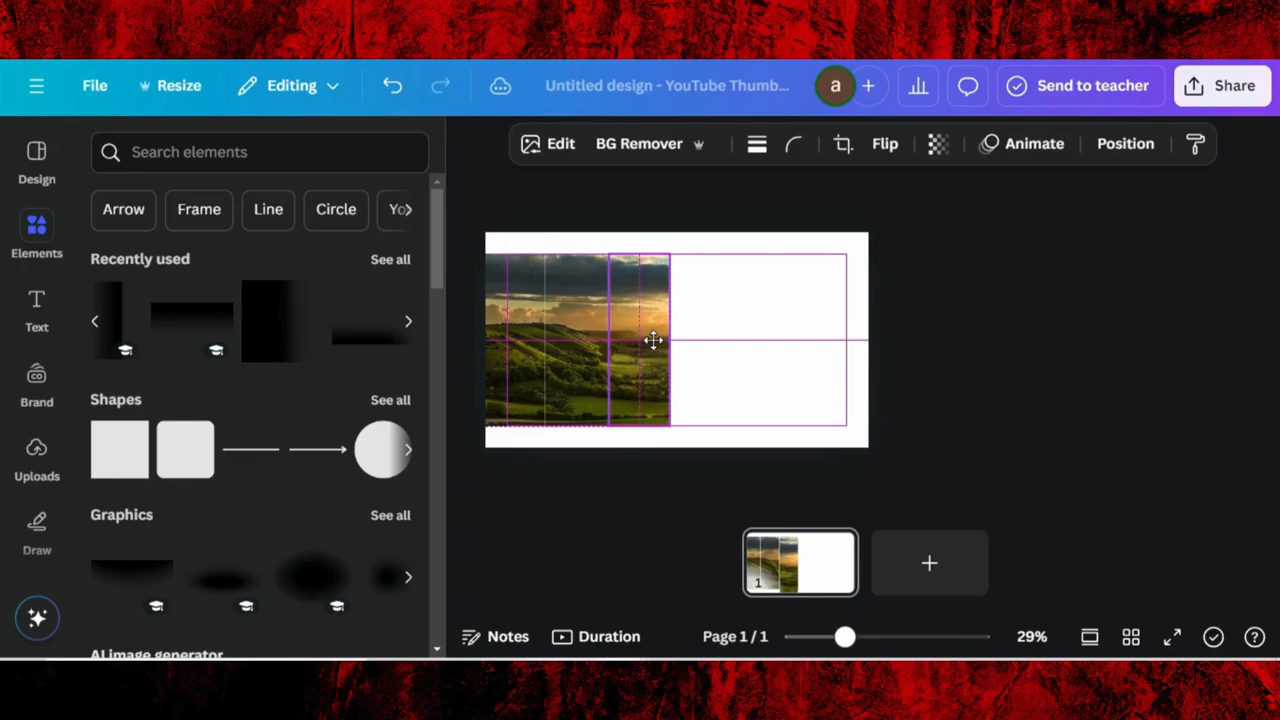 File
Resize
Editing
Untitled design - YouTube Thumb...
a
+
Send to teacher
Share
Design
Elements
Text
Brand
Uploads
Draw
Search elements
Arrow
Frame
Line
Circle
Yo
Recently used
See all
Shapes
See all
Graphics
See all
AI image generator
Edit
BG Remover
Flip
Animate
Position
1
+
Notes
Duration
Page 1 / 1
29%